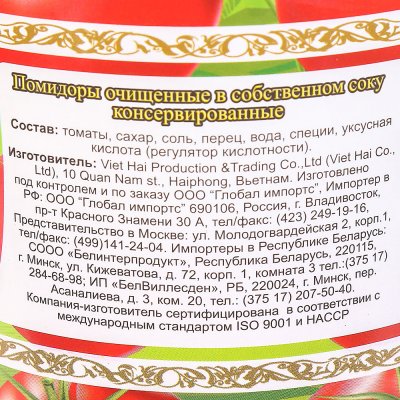 Помидоры очищенные в собственном соку
консервированные
Состав: томаты, сахар, соль, перец, вода, специи, уксусная
кислота (регулятор кислотности).
Изготовитель: Viet Hai Production &Trading Co.,Ltd (Viet Hai Co.,
Ltd), 10 Quan Nam st., Haiphong, Вьетнам. Изготовлено
под контролем и по заказу ООО “Глобал импортс”, Импортер в
РФ: ООО “Глобал импортс” 690106, Россия, г. Владивосток,
пр-т Красного Знамени 30 А, тел/факс: (423) 249-19-16,
Представительство в Москве: ул. Молодогвардейская 2, корп.1,
тел/факс: (499)141-24-04. Импортеры в Республике Беларусь:
СООО «Белинтерпродукт», Республика Беларусь, 220115,
г. Минск, ул. Кижеватова, д. 72, корп. 1, комната 3 тел.:(375 17)
284-68-98; ИП «БелВиллесден», РБ, 220024, г. Минск, пер.
Асаналиева, д. 3, ком. 20, тел.: (375 17) 207-50-40.
Компания-изготовитель сертифицирована в соответствии с
международным стандартом ISO 9001 и HACCP